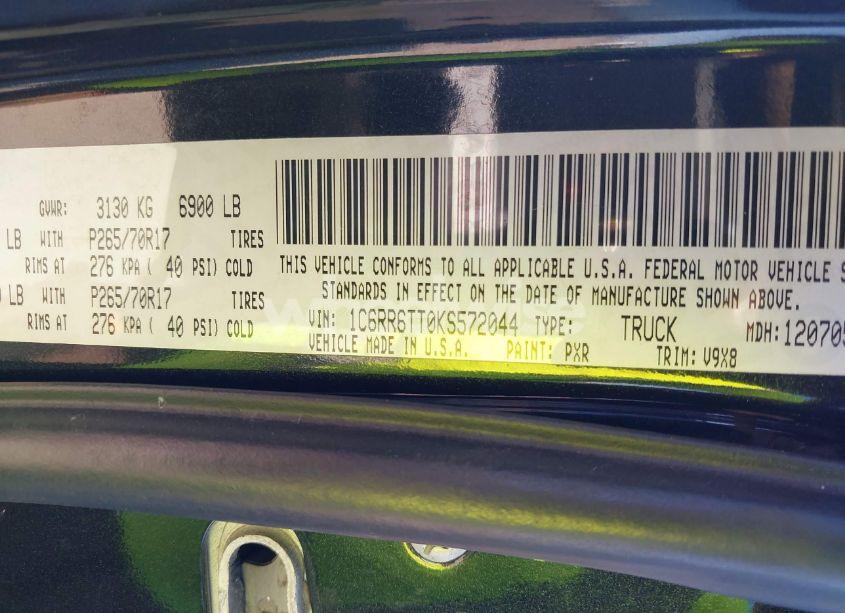 GVWR: 3130 KG 6900 LB
LB WITH P265/70R17 TIRES
RIMS AT 276 KPA ( 40 PSI) COLD
LB WITH P265/70R17 TIRES
RIMS AT 276 KPA ( 40 PSI) COLD
THIS VEHICLE CONFORMS TO ALL APPLICABLE U.S.A. FEDERAL MOTOR VEHICLE S
STANDARDS IN EFFECT ON THE DATE OF MANUFACTURE SHOWN ABOVE.
VIN: 1C6RR6TT0KS572044 TYPE: TRUCK MDH: 120705
VEHICLE MADE IN U.S.A. PAINT: PXR TRIM: V9X8